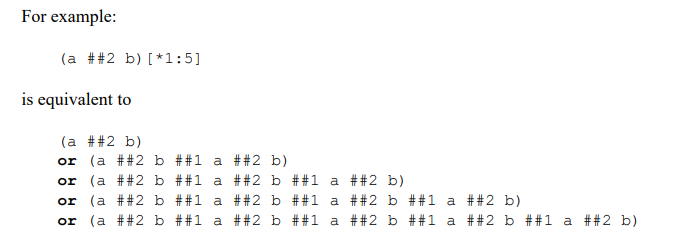 For example:
(a ##2 b)[*1:5]
is equivalent to
(a ##2 b)
or (a ##2 b ##1 a ##2 b)
or (a ##2 b ##1 a ##2 b ##1 a ##2 b)
or (a ##2 b ##1 a ##2 b ##1 a ##2 b ##1 a ##2 b)
or (a ##2 b ##1 a ##2 b ##1 a ##2 b ##1 a ##2 b ##1 a ##2 b)